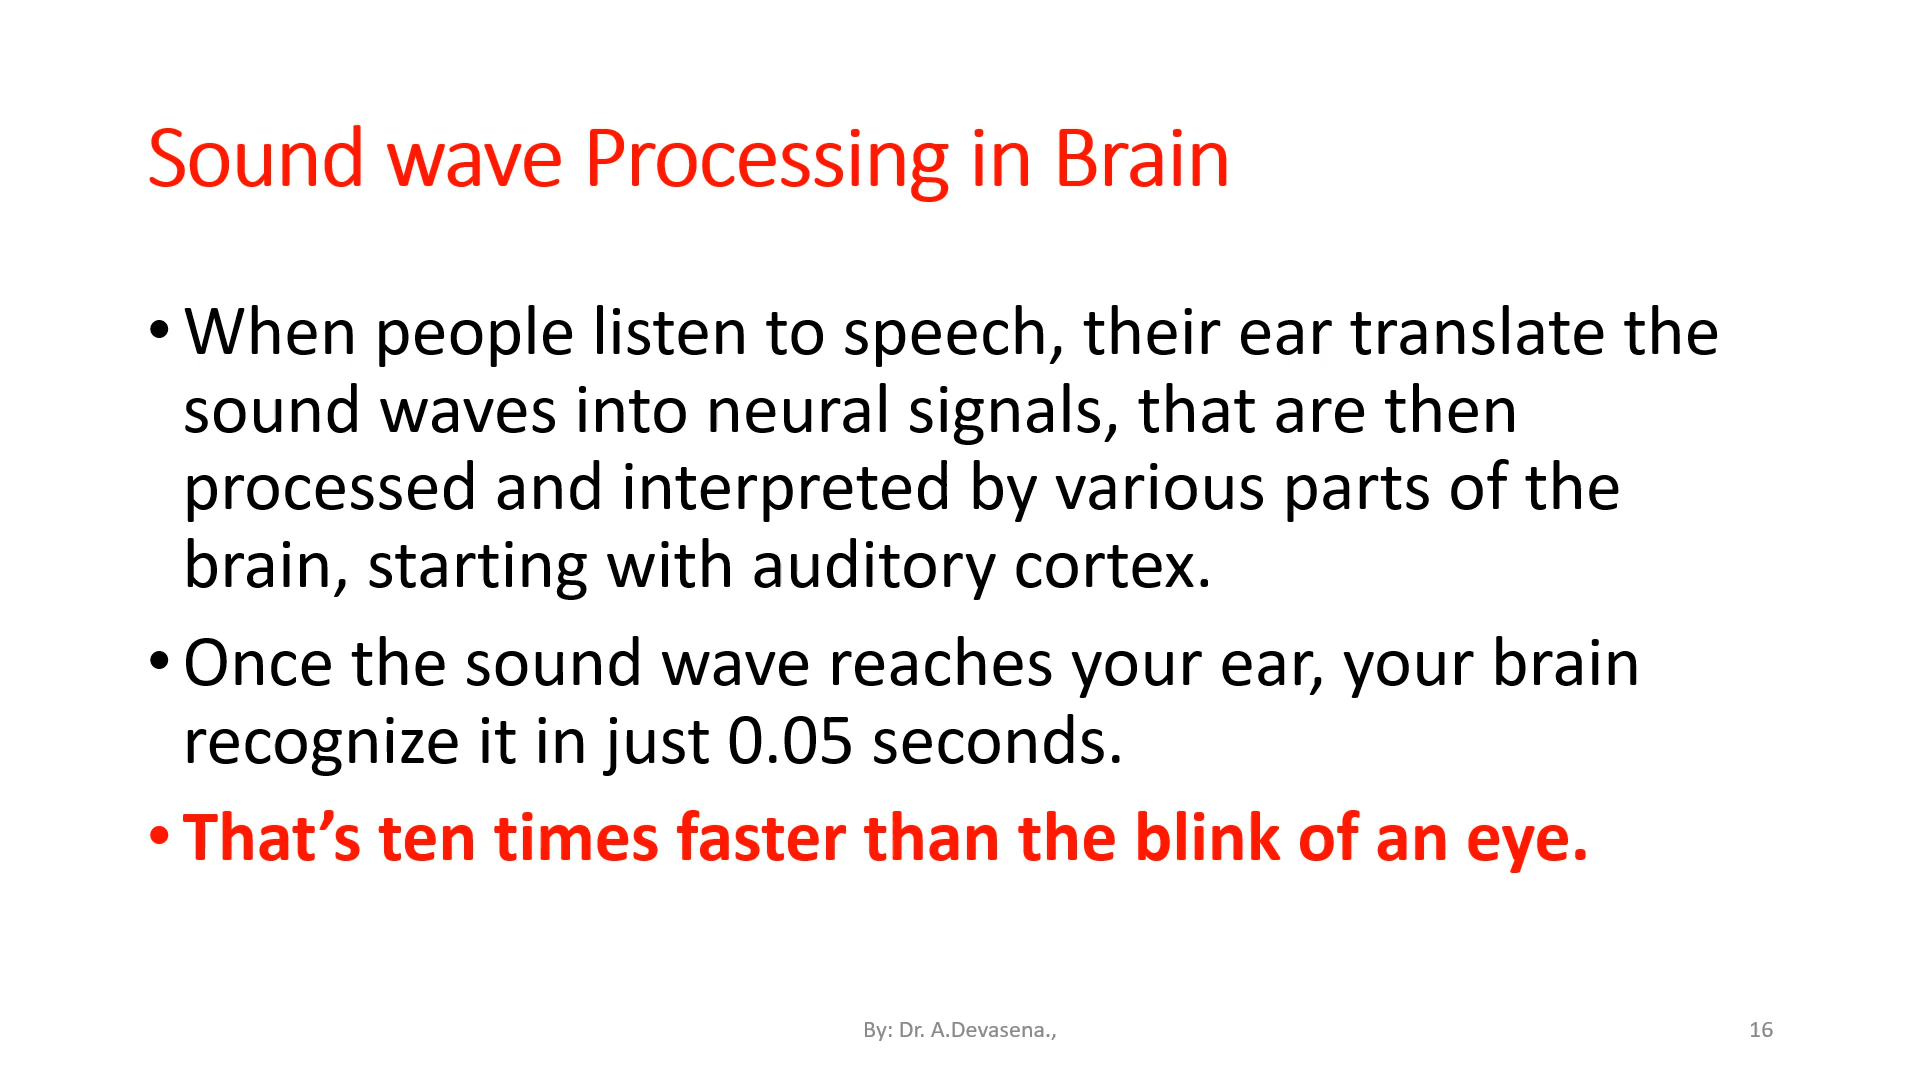 Sound wave Processing in Brain
• When people listen to speech, their ear translate the
sound waves into neural signals, that are then
processed and interpreted by various parts of the
brain, starting with auditory cortex.
• Once the sound wave reaches your ear, your brain
recognize it in just 0.05 seconds.
• That’s ten times faster than the blink of an eye.
By: Dr. A.Devasena.,
16